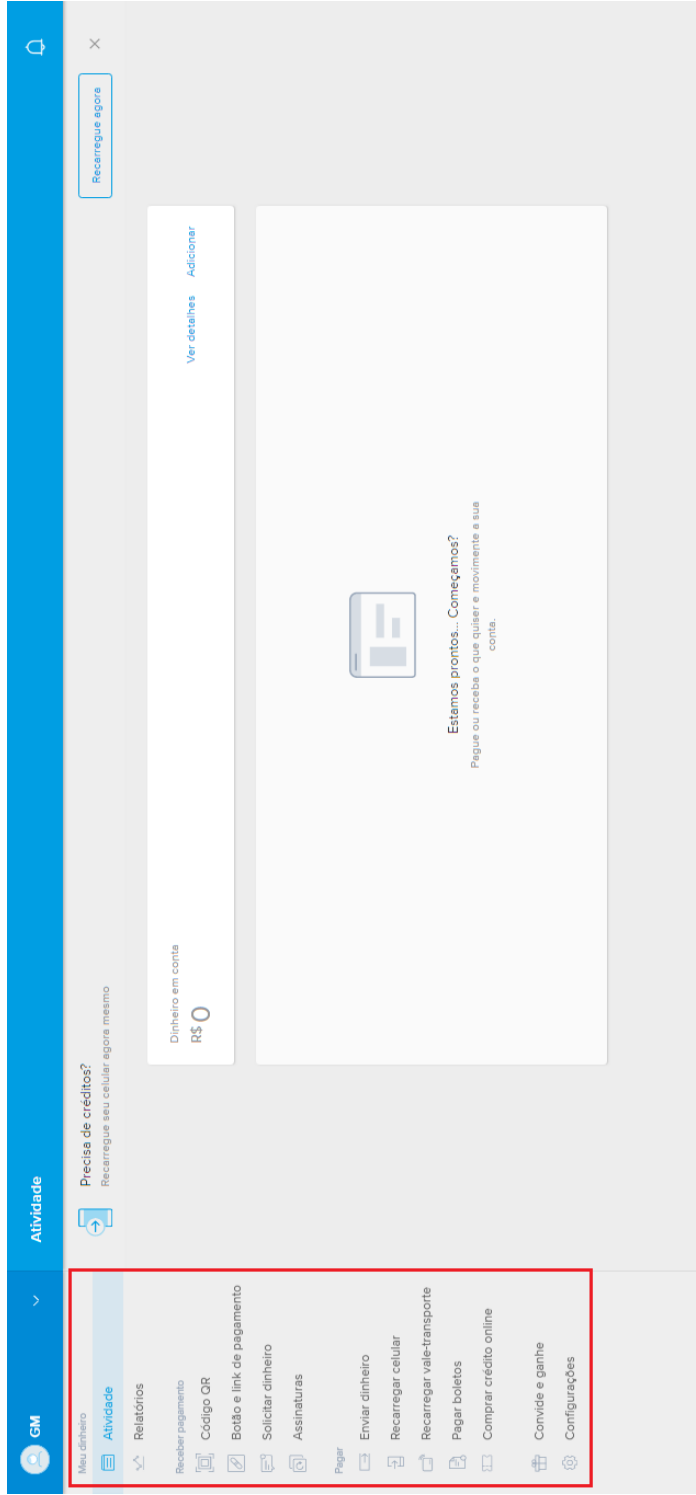 GM
Atividade
Meu dinheiro
Atividade
Relatórios
Receber pagamento
Código QR
Botão e link de pagamento
Solicitar dinheiro
Assinaturas
Pagar
Enviar dinheiro
Recarregar celular
Recarregar vale-transporte
Pagar boletos
Comprar crédito online
Convide e ganhe
Configurações
Precisa de créditos?
Recarregue seu celular agora mesmo
Recarregue agora
Dinheiro em conta
R$ 0
Ver detalhes Adicionar
Estamos prontos... Começamos?
Pague ou receba o que quiser e movimente a sua
conta.